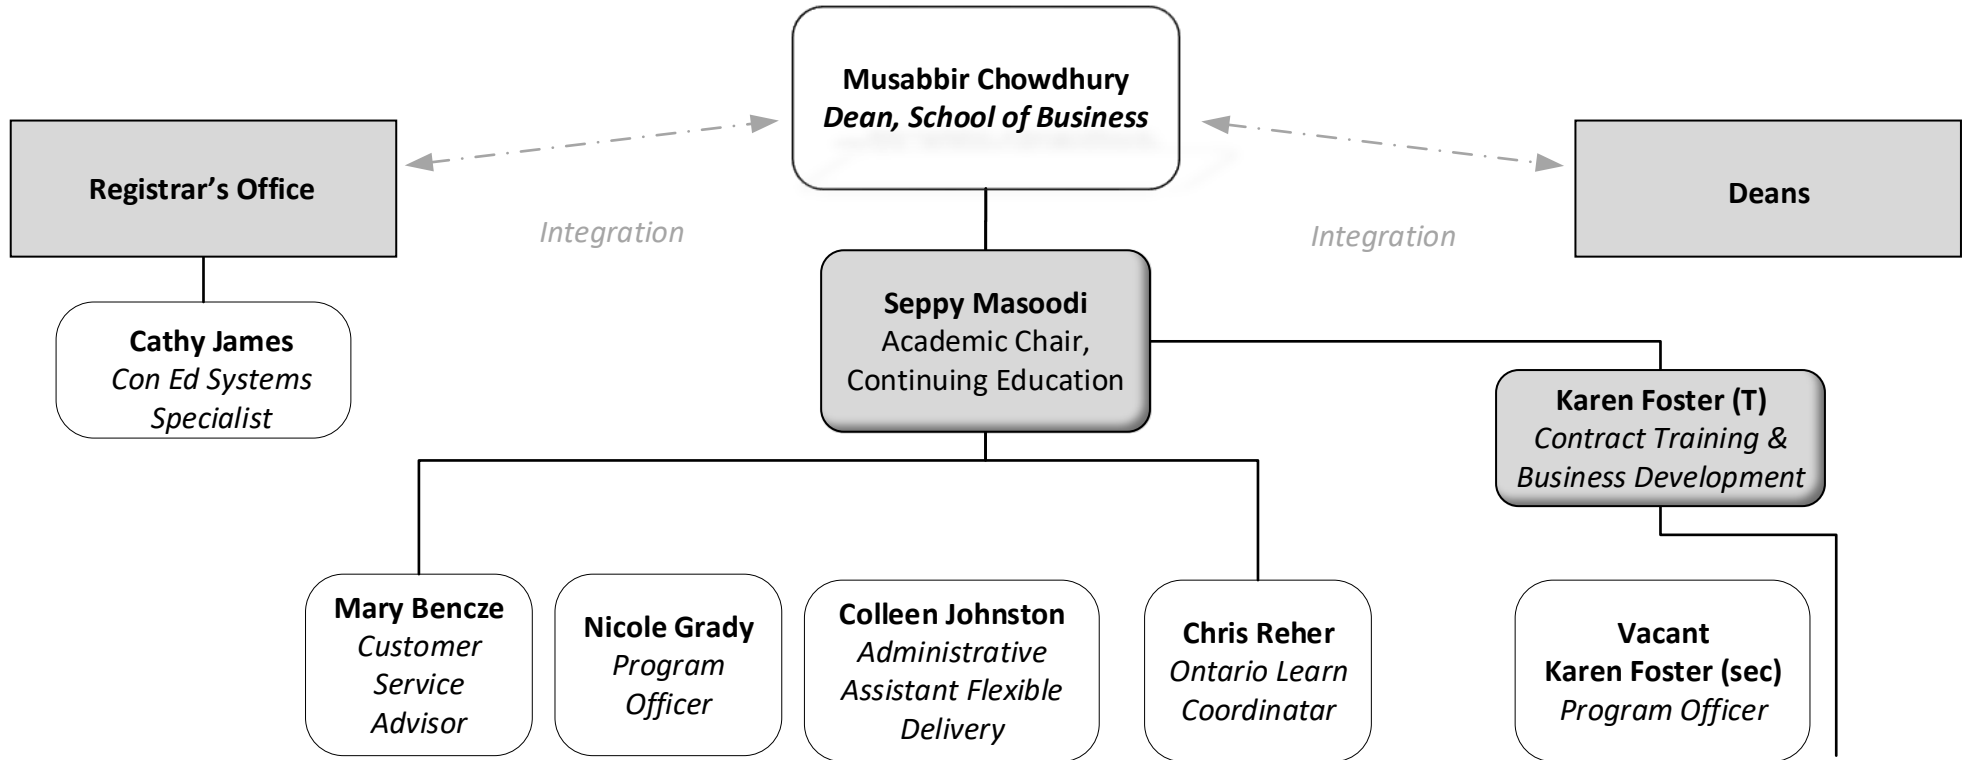 Musabbir Chowdhury
Dean, School of Business
Registrar’s Office
Deans
Integration
Integration
Seppy Masoodi
Academic Chair,
Continuing Education
Cathy James
Con Ed Systems
Specialist
Karen Foster (T)
Contract Training &
Business Development
Mary Bencze
Customer
Service
Advisor
Nicole Grady
Program
Officer
Colleen Johnston
Administrative
Assistant Flexible
Delivery
Chris Reher
Ontario Learn
Coordinatar
Vacant
Karen Foster (sec)
Program Officer